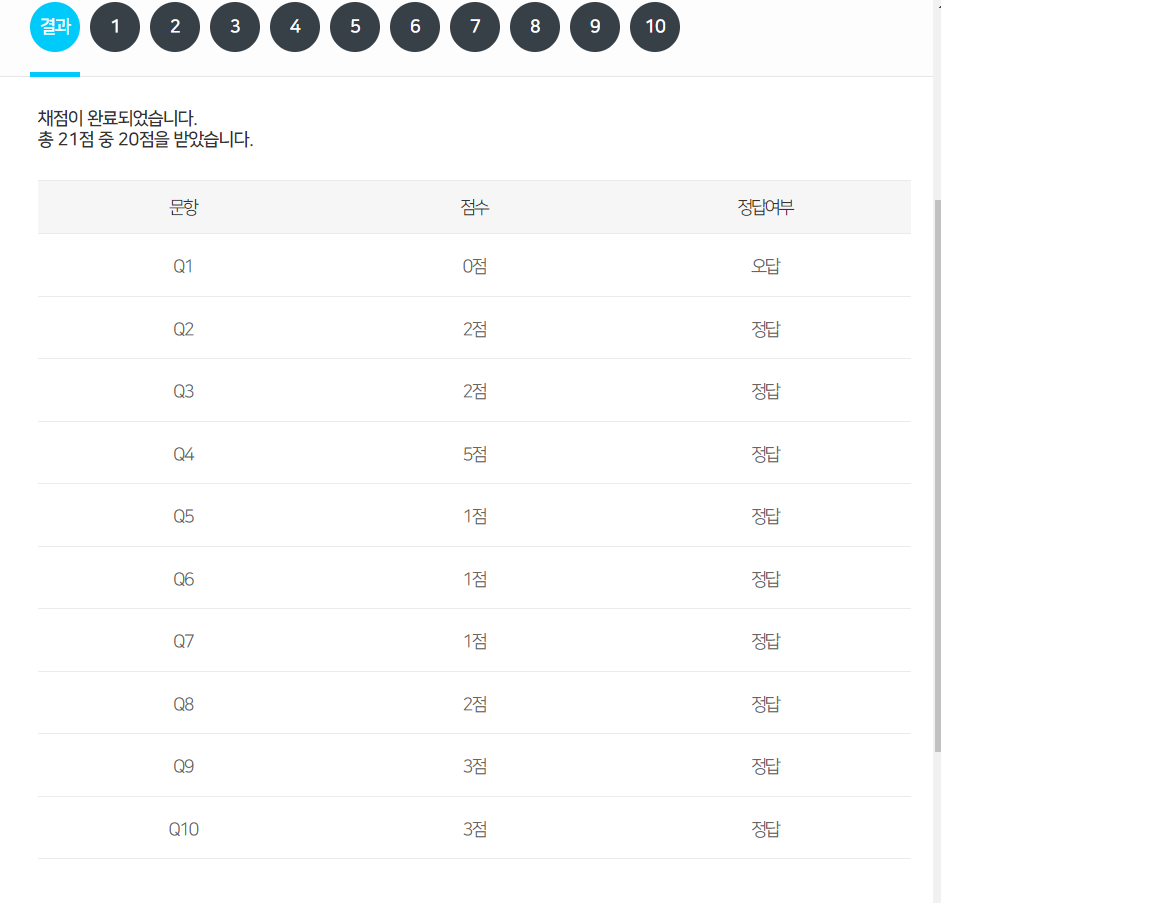 결과 1 2 3 4 5 6 7 8 9 10
채점이 완료되었습니다.
총 21점 중 20점을 받았습니다.
문항 점수 정답여부
Q1 0점 오답
Q2 2점 정답
Q3 2점 정답
Q4 5점 정답
Q5 1점 정답
Q6 1점 정답
Q7 1점 정답
Q8 2점 정답
Q9 3점 정답
Q10 3점 정답